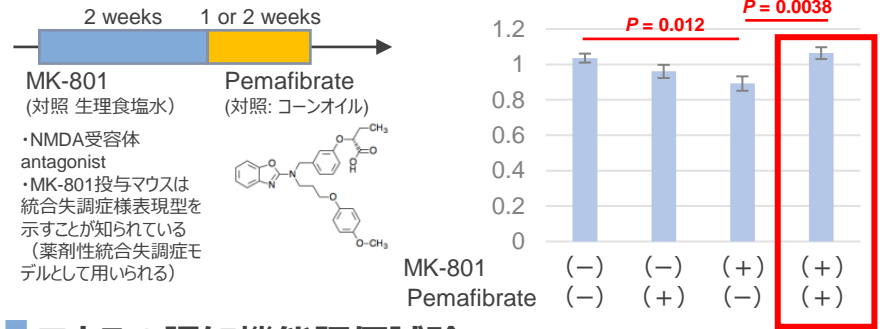 2 weeks
1 or 2 weeks
MK-801
(対照 生理食塩水)
Pemafibrate
(対照: コーンオイル)
・NMDA受容体
antagonist
・MK-801投与マウスは
統合失調症様表現型を
示すことが知られている
(薬剤性統合失調症モ
デルとして用いられる)
O
CH3
O
O
H
O
N
N
O
O-CH3
P = 0.012
P = 0.0038
1.2
1
0.8
0.6
0.4
0.2
0
MK-801 (−) (−) (+) (+)
Pemafibrate (−) (+) (−) (+)